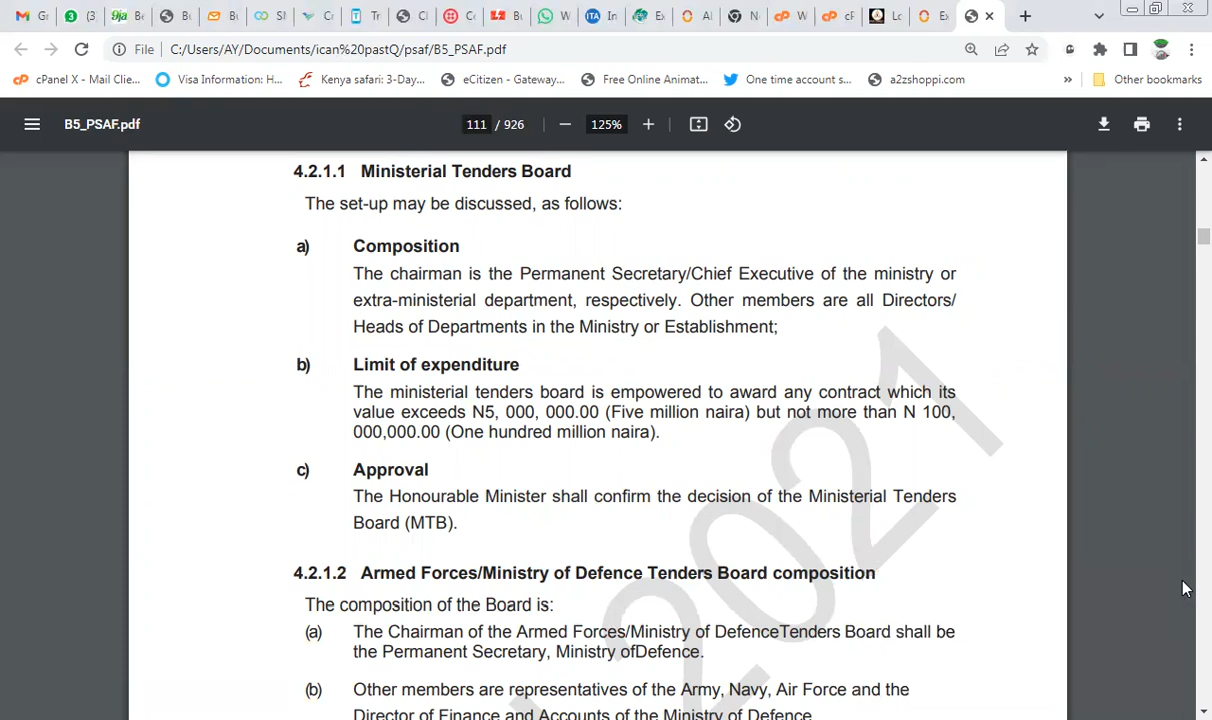 (3
9ja
File
C:/Users/AY/Documents/ican%20pastQ/psaf/B5_PSAF.pdf
cPanel X - Mail Clie...
Visa Information: H...
Kenya safari: 3-Day...
eCitizen - Gateway...
Free Online Animat...
One time account s...
a2zshoppi.com
»
Other bookmarks
B5_PSAF.pdf
111 / 926
125%
4.2.1.1 Ministerial Tenders Board
The set-up may be discussed, as follows:
a) Composition
The chairman is the Permanent Secretary/Chief Executive of the ministry or
extra-ministerial department, respectively. Other members are all Directors/
Heads of Departments in the Ministry or Establishment;
b) Limit of expenditure
The ministerial tenders board is empowered to award any contract which its
value exceeds N5, 000, 000.00 (Five million naira) but not more than N 100,
000,000.00 (One hundred million naira).
c) Approval
The Honourable Minister shall confirm the decision of the Ministerial Tenders
Board (MTB).
4.2.1.2 Armed Forces/Ministry of Defence Tenders Board composition
The composition of the Board is:
(a) The Chairman of the Armed Forces/Ministry of DefenceTenders Board shall be
the Permanent Secretary, Ministry ofDefence.
(b) Other members are representatives of the Army, Navy, Air Force and the
Director of Finance and Accounts of the Ministry of Defence.
2021